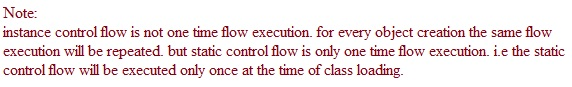 Note:
instance control flow is not one time flow execution. for every object creation the same flow
execution will be repeated. but static control flow is only one time flow execution. i.e the static
control flow will be executed only once at the time of class loading.